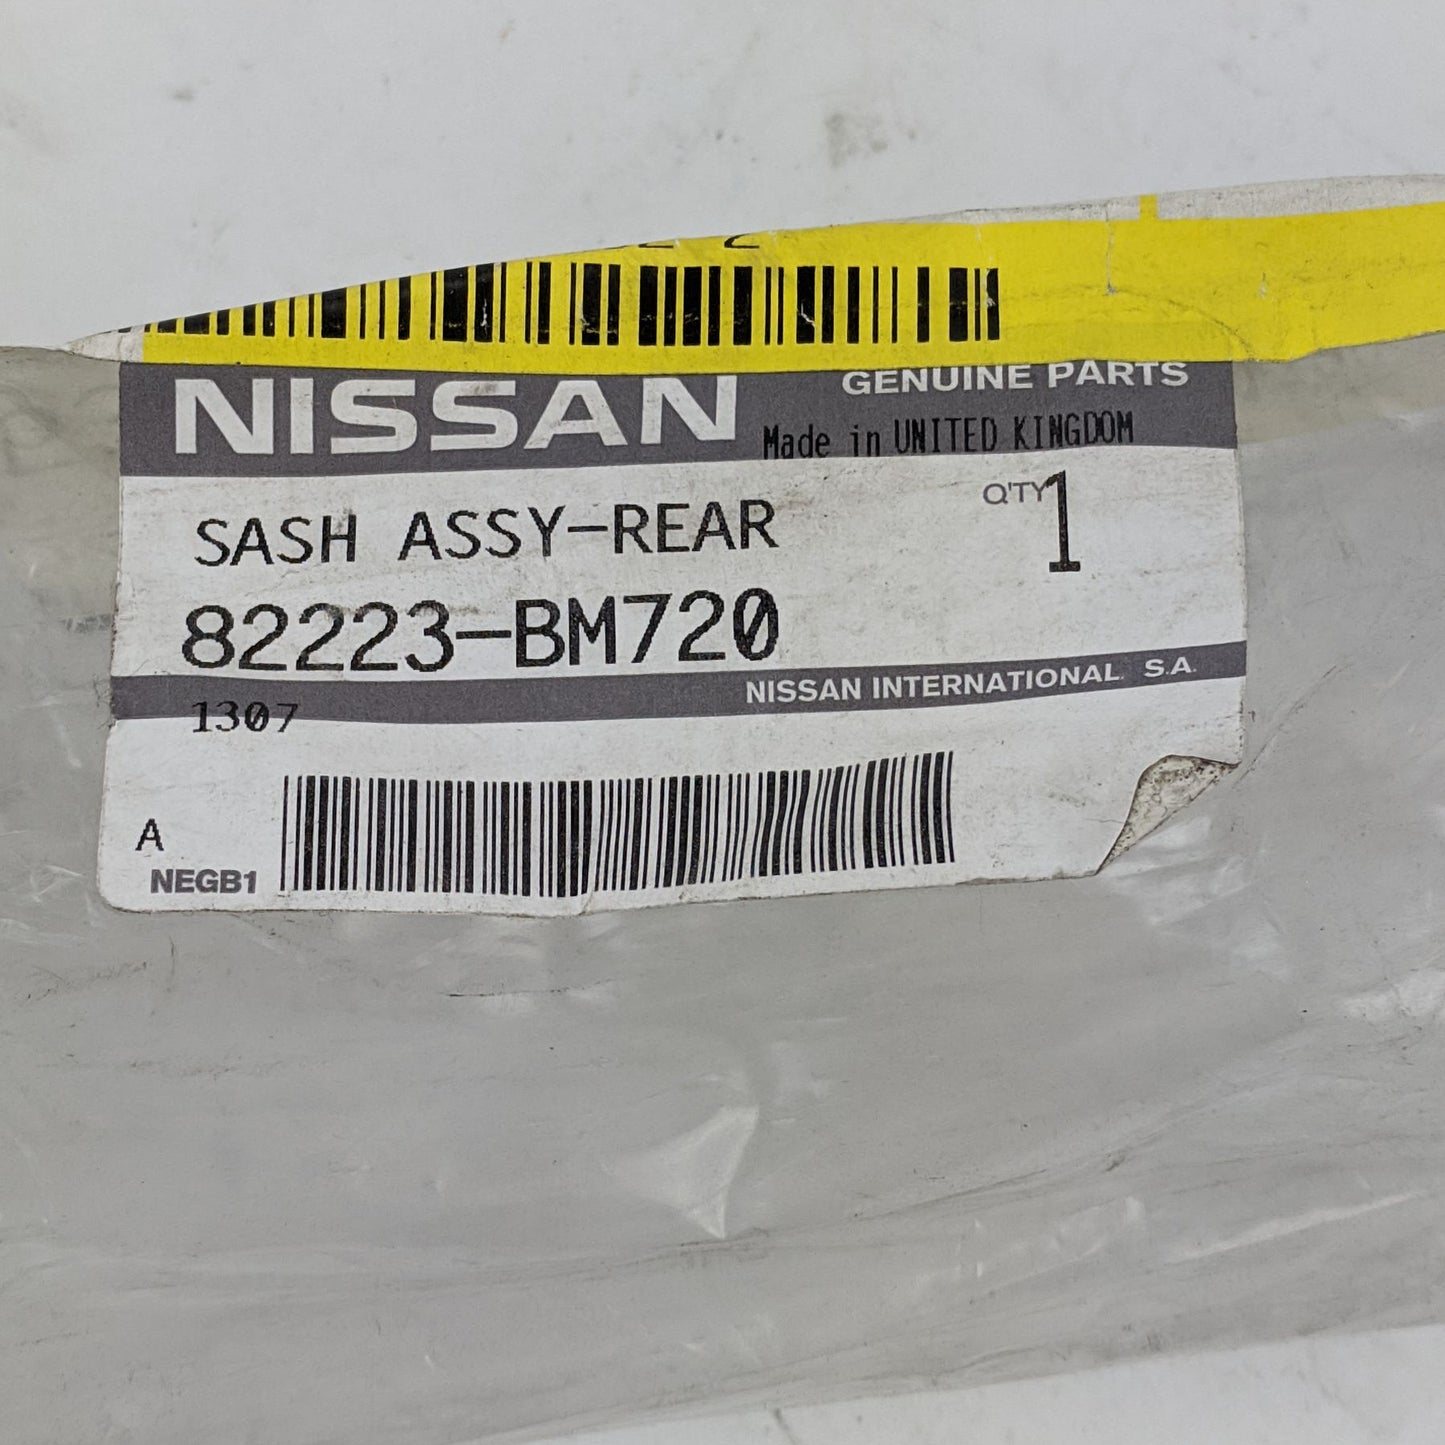 NISSAN
GENUINE PARTS
Made in UNITED KINGDOM
SASH ASSY-REAR
Q'TY 1
82223-BM720
NISSAN INTERNATIONAL S.A.
1307
A
NEGB1